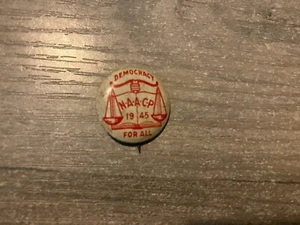 DEMOCRACY
N.A.A.C.P.
19 45
FOR ALL